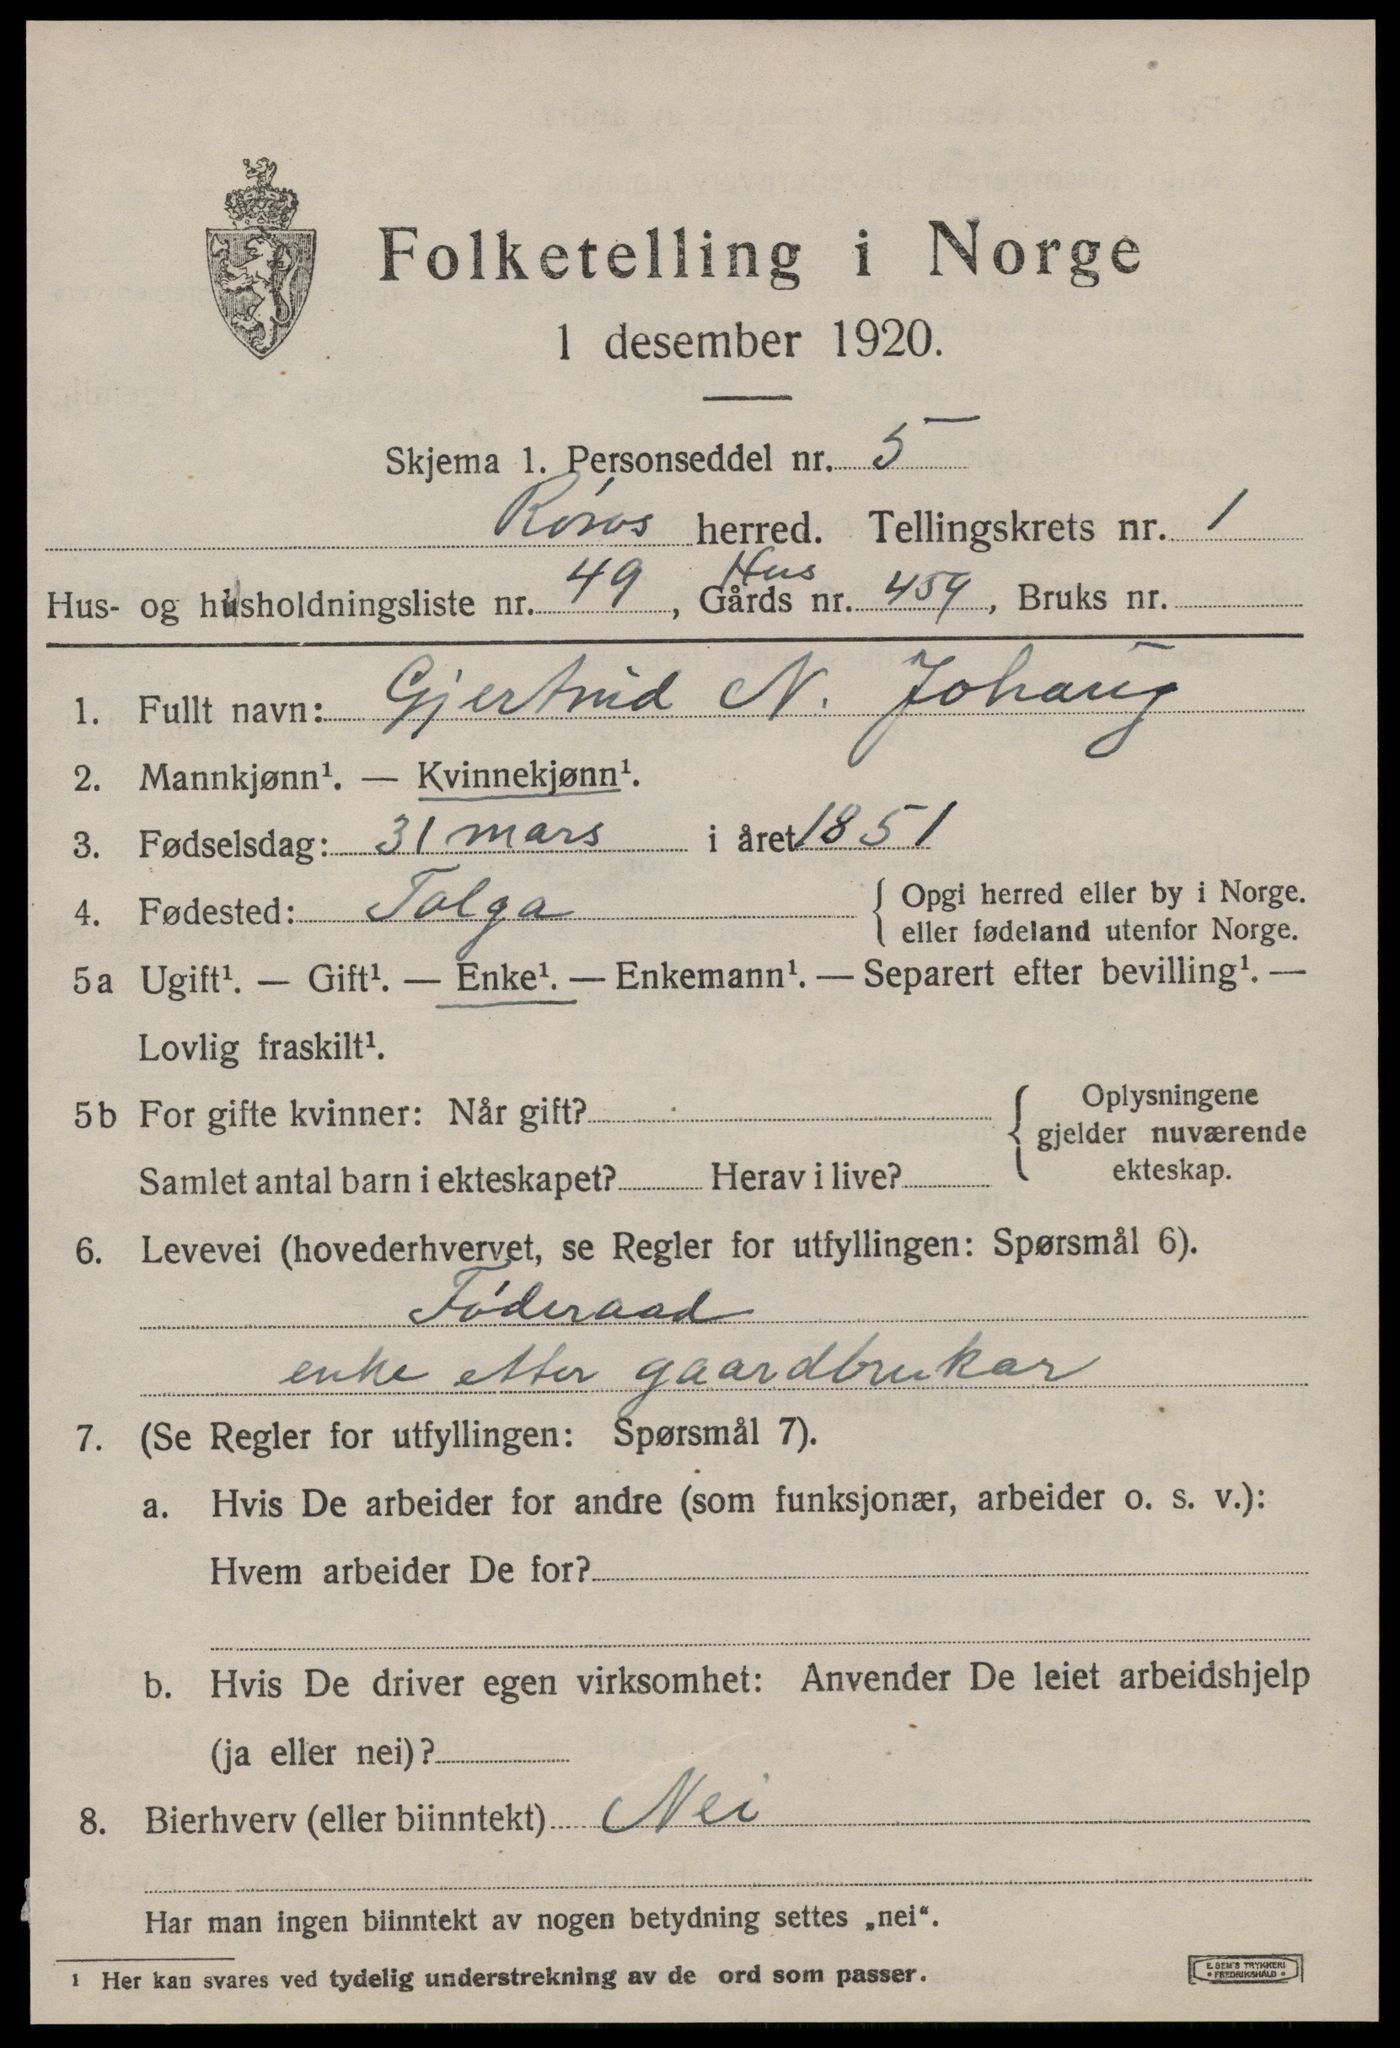 Folketelling i Norge
1 desember 1920.
Skjema 1. Personseddel nr. 5
Røros herred. Tellingskrets nr. 1
Hus
Hus- og husholdningsliste nr. 49, Gårds nr. 459, Bruks nr.
1. Fullt navn: Gjertrud N. Johaug
2. Mannkjønn¹. — Kvinnekjønn¹.
3. Fødselsdag: 31 mars i året 1851
4. Fødested: Tolga { Opgi herred eller by i Norge.
eller fødeland utenfor Norge.
5a Ugift¹. — Gift¹. — Enke¹. — Enkemann¹. — Separert efter bevilling¹. —
Lovlig fraskilt¹.
5b For gifte kvinner: Når gift? { Oplysningene
gjelder nuværende
Samlet antal barn i ekteskapet? Herav i live? ekteskap.
6. Levevei (hovederhvervet, se Regler for utfyllingen: Spørsmål 6).
Føderaad
enke etter gaardbrukar
7. (Se Regler for utfyllingen: Spørsmål 7).
a. Hvis De arbeider for andre (som funksjonær, arbeider o. s. v.):
Hvem arbeider De for?
b. Hvis De driver egen virksomhet: Anvender De leiet arbeidshjelp
(ja eller nei)?
8. Bierhverv (eller biinntekt) Nei
Har man ingen biinntekt av nogen betydning settes „nei“.
¹ Her kan svares ved tydelig understrekning av de ord som passer.
E. SEM'S TRYKKERI
• FREDRIKSHALD •